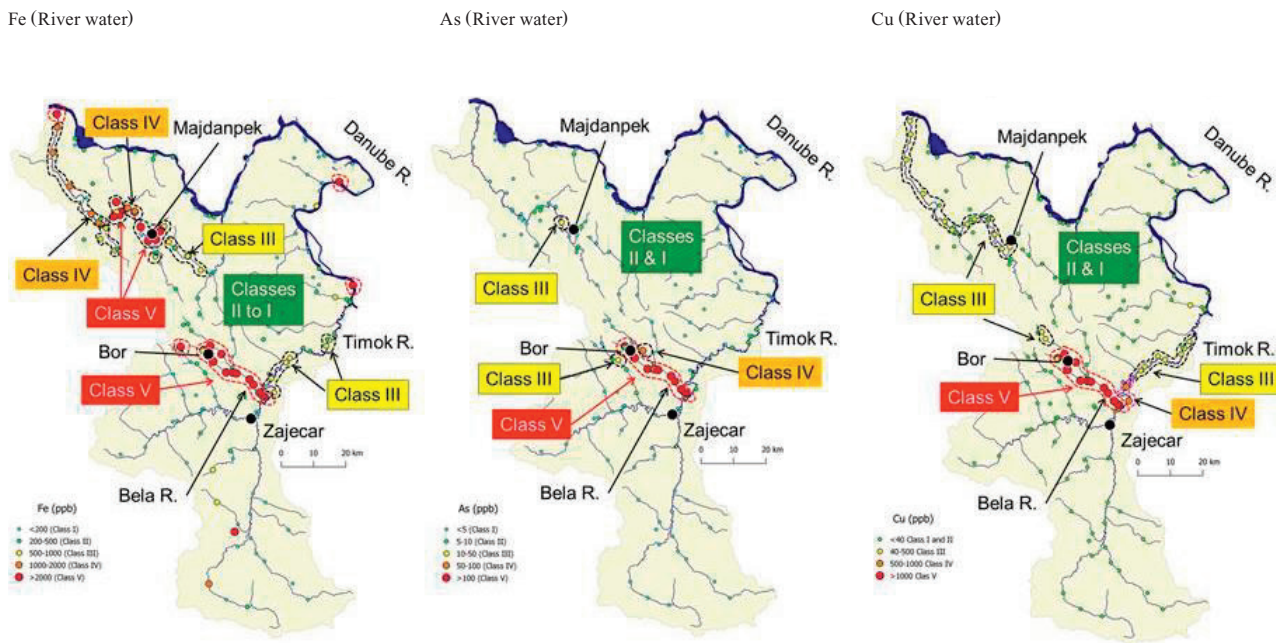 Fe (River water)
As (River water)
Cu (River water)
Class IV
Majdanpek
Danube R.
Class III
Class IV
Class V
Classes
II to I
Timok R.
Bor
Class V
Class III
Zajecar
0 10 20 km
Bela R.
Fe (ppb)
<200 (Class I)
200-500 (Class II)
500-1000 (Class III)
1000-2000 (Class IV)
>2000 (Class V)
Majdanpek
Danube R.
Classes
II & I
Class III
Timok R.
Bor
Class III
Class IV
Class V
Zajecar
0 10 20 km
Bela R.
As (ppb)
<5 (Class I)
5-10 (Class II)
10-50 (Class III)
50-100 (Class IV)
>100 (Class V)
Majdanpek
Danube R.
Classes
II & I
Class III
Timok R.
Bor
Class III
Class V
Class IV
Zajecar
0 10 20 km
Bela R.
Cu (ppb)
<40 Class I and II
40-500 Class III
500-1000 Class IV
>1000 Clas V